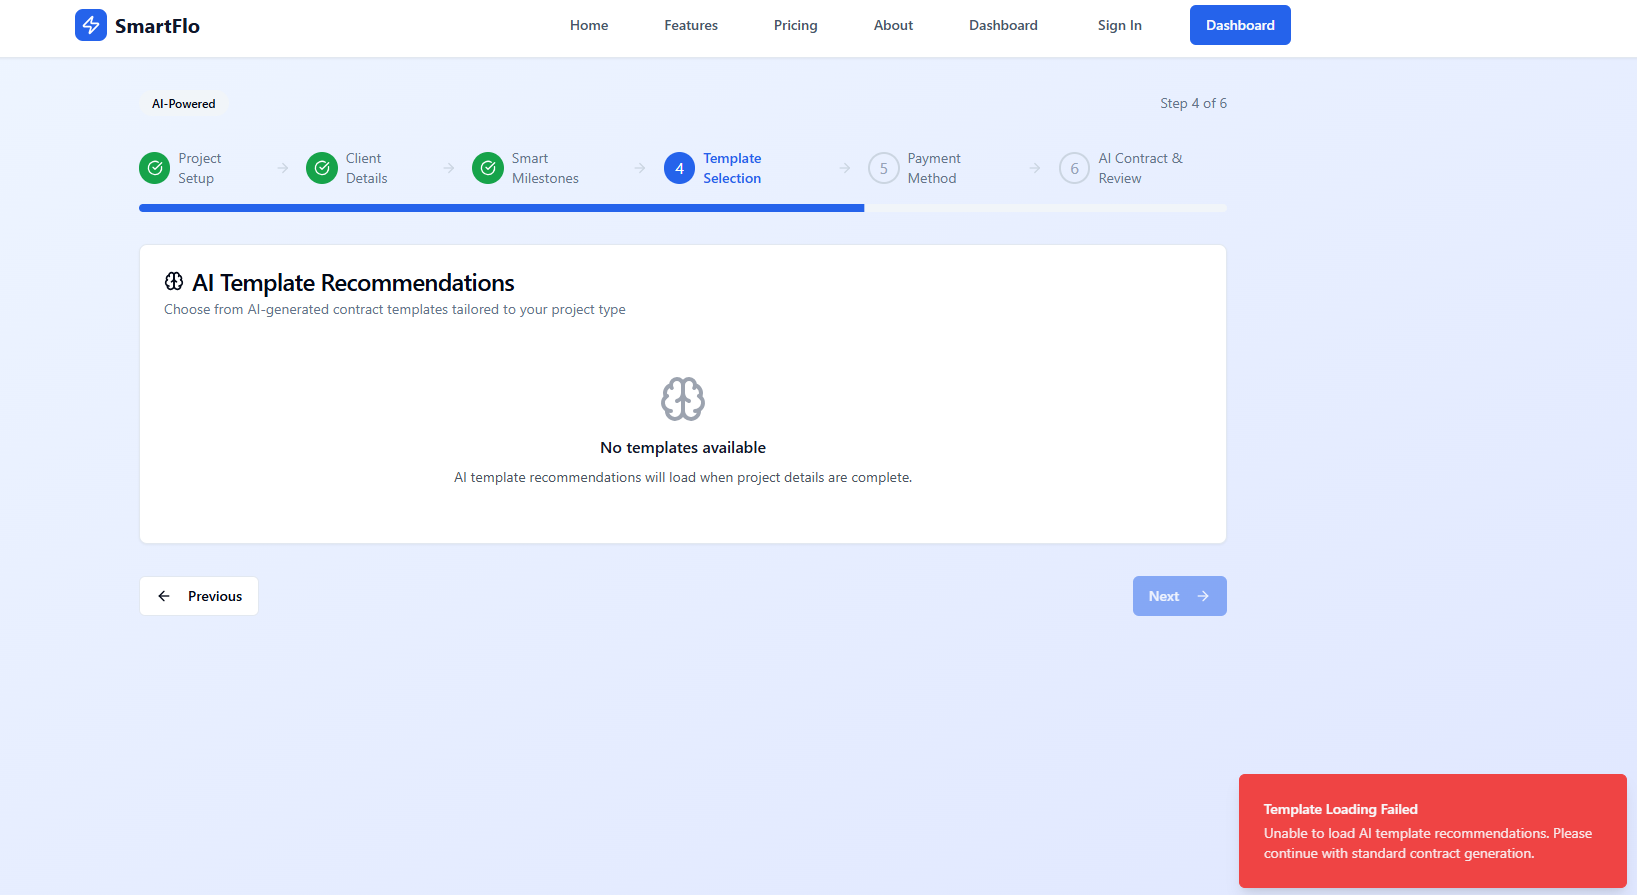 SmartFlo
Home Features Pricing About Dashboard Sign In Dashboard
AI-Powered
Step 4 of 6
Project
Setup
Client
Details
Smart
Milestones
4
Template
Selection
5
Payment
Method
6
AI Contract &
Review
AI Template Recommendations
Choose from AI-generated contract templates tailored to your project type
No templates available
AI template recommendations will load when project details are complete.
Previous
Next
Template Loading Failed
Unable to load AI template recommendations. Please
continue with standard contract generation.